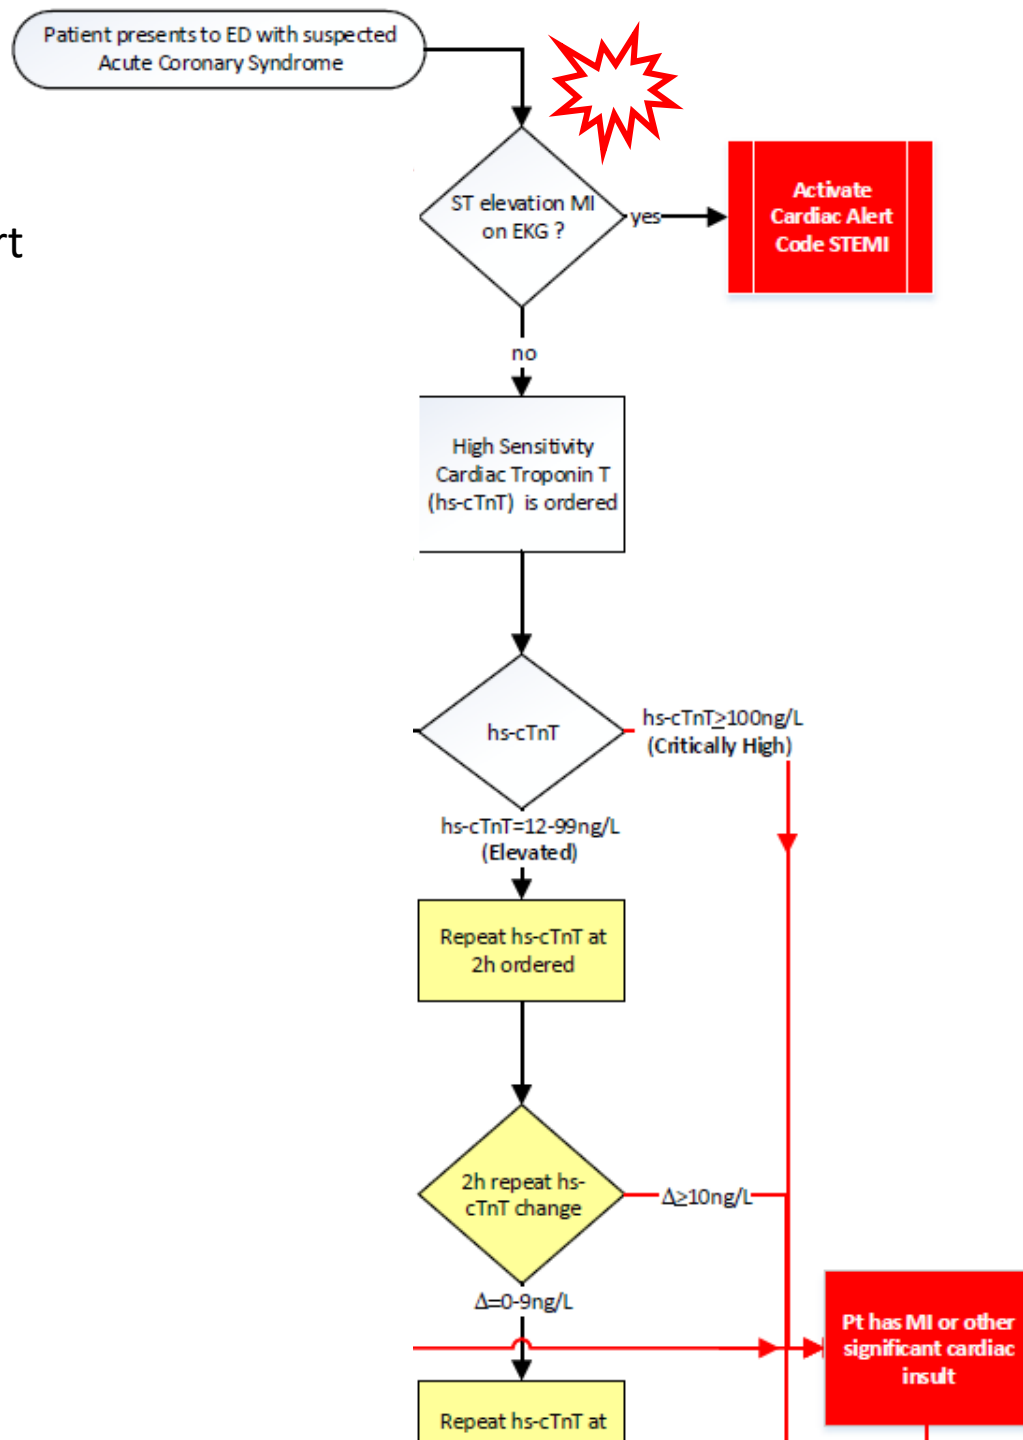 Patient presents to ED with suspected
Acute Coronary Syndrome
ST elevation MI
on EKG ?
yes
Activate
Cardiac Alert
Code STEMI
rt
no
High Sensitivity
Cardiac Troponin T
(hs-cTnT) is ordered
hs-cTnT
hs-cTnT≥100ng/L
(Critically High)
hs-cTnT=12-99ng/L
(Elevated)
Repeat hs-cTnT at
2h ordered
2h repeat hs-
cTnT change
Δ≥10ng/L
Δ=0-9ng/L
Pt has MI or other
significant cardiac
insult
Repeat hs-cTnT at